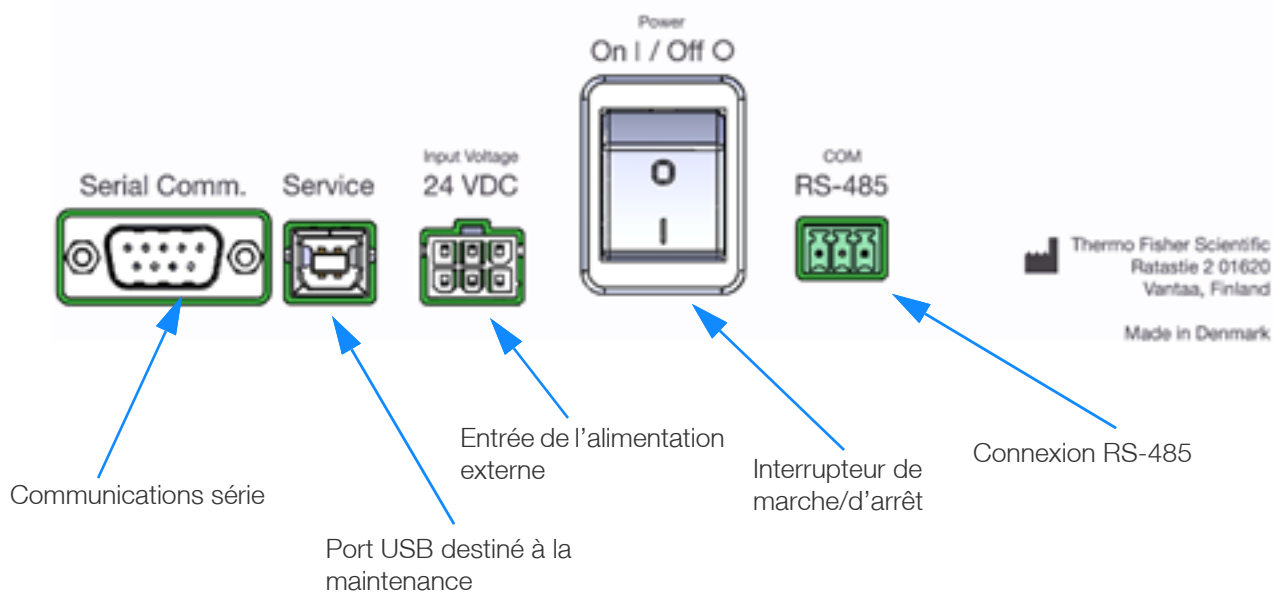 Power
On | / Off O
Input Voltage
COM
Serial Comm.
Service
24 VDC
RS-485
O
I
Thermo Fisher Scientific
Ratastie 2 01620
Vantaa, Finland
Made in Denmark
Entrée de l’alimentation
externe
Interrupteur de
marche/d’arrêt
Connexion RS-485
Communications série
Port USB destiné à la
maintenance